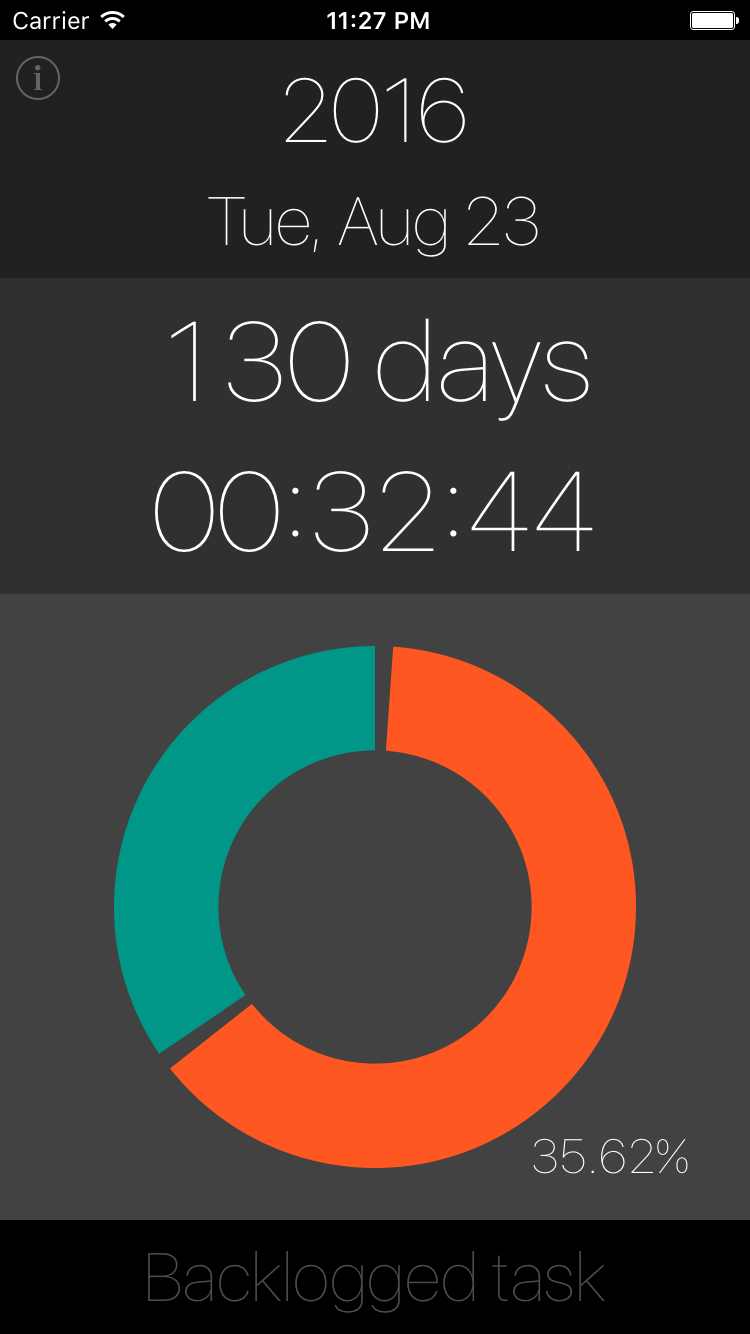 Carrier 11:27 PM
i
2016
Tue, Aug 23
130 days
00:32:44
35.62%
Backlogged task